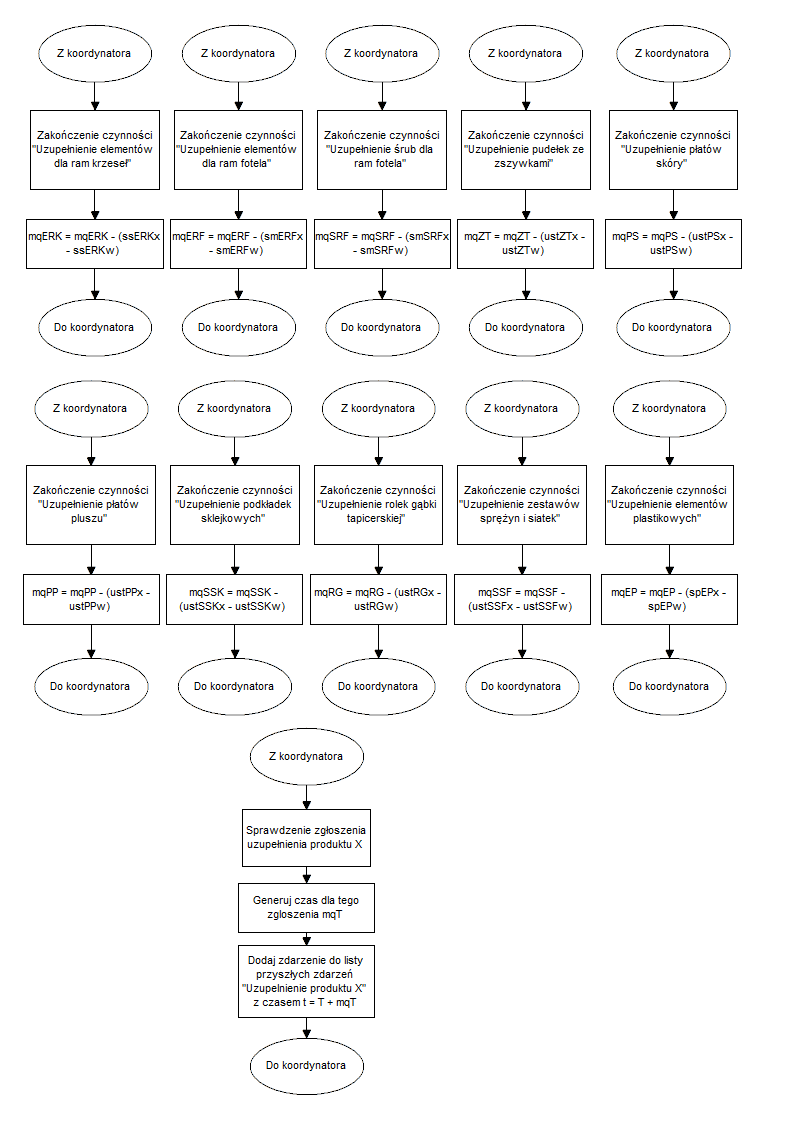 Z koordynatora
Z koordynatora
Z koordynatora
Z koordynatora
Z koordynatora
Zakończenie czynności
"Uzupełnienie elementów
dla ram krzeseł"
Zakończenie czynności
"Uzupełnienie elementów
dla ram fotela"
Zakończenie czynności
"Uzupełnienie śrub dla
ram fotela"
Zakończenie czynności
"Uzupełnienie pudełek ze
zszywkami"
Zakończenie czynności
"Uzupełnienie płatów
skóry"
mqERK = mqERK - (ssERKx
- ssERKw)
mqERF = mqERF - (smERFx
- smERFw)
mqSRF = mqSRF - (smSRFx
- smSRFw)
mqZT = mqZT - (ustZTx -
ustZTw)
mqPS = mqPS - (ustPSx -
ustPSw)
Do koordynatora
Do koordynatora
Do koordynatora
Do koordynatora
Do koordynatora
Z koordynatora
Z koordynatora
Z koordynatora
Z koordynatora
Z koordynatora
Zakończenie czynności
"Uzupełnienie płatów
pluszu"
Zakończenie czynności
"Uzupełnienie podkładek
sklejkowych"
Zakończenie czynności
"Uzupełnienie rolek gąbki
tapicerskiej"
Zakończenie czynności
"Uzupełnienie zestawów
sprężyn i siatek"
Zakończenie czynności
"Uzupełnienie elementów
plastikowych"
mqPP = mqPP - (ustPPx -
ustPPw)
mqSSK = mqSSK -
(ustSSKx - ustSSKw)
mqRG = mqRG - (ustRGx -
ustRGw)
mqSSF = mqSSF -
(ustSSFx - ustSSFw)
mqEP = mqEP - (spEPx -
spEPw)
Do koordynatora
Do koordynatora
Do koordynatora
Do koordynatora
Do koordynatora
Z koordynatora
Sprawdzenie zgłoszenia
uzupełnienia produktu X
Generuj czas dla tego
zgloszenia mqT
Dodaj zdarzenie do listy
przyszłych zdarzeń
"Uzupelnienie produktu X"
z czasem t = T + mqT
Do koordynatora